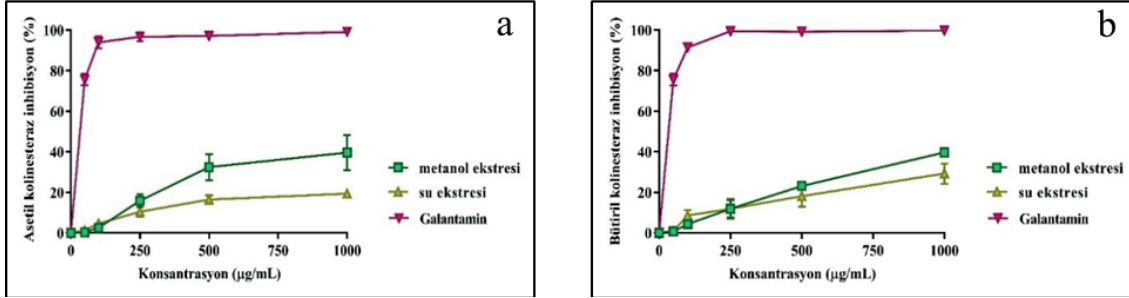 a
Asetil kolinesteraz inhibisyon (%)
100
80
60
40
20
0
0 250 500 750 1000
Konsantrasyon (µg/mL)
metanol ekstresi
su ekstresi
Galantamin
b
Bütiril kolinesteraz inhibisyon (%)
100
80
60
40
20
0
0 250 500 750 1000
Konsantrasyon (µg/mL)
metanol ekstresi
su ekstresi
Galantamin